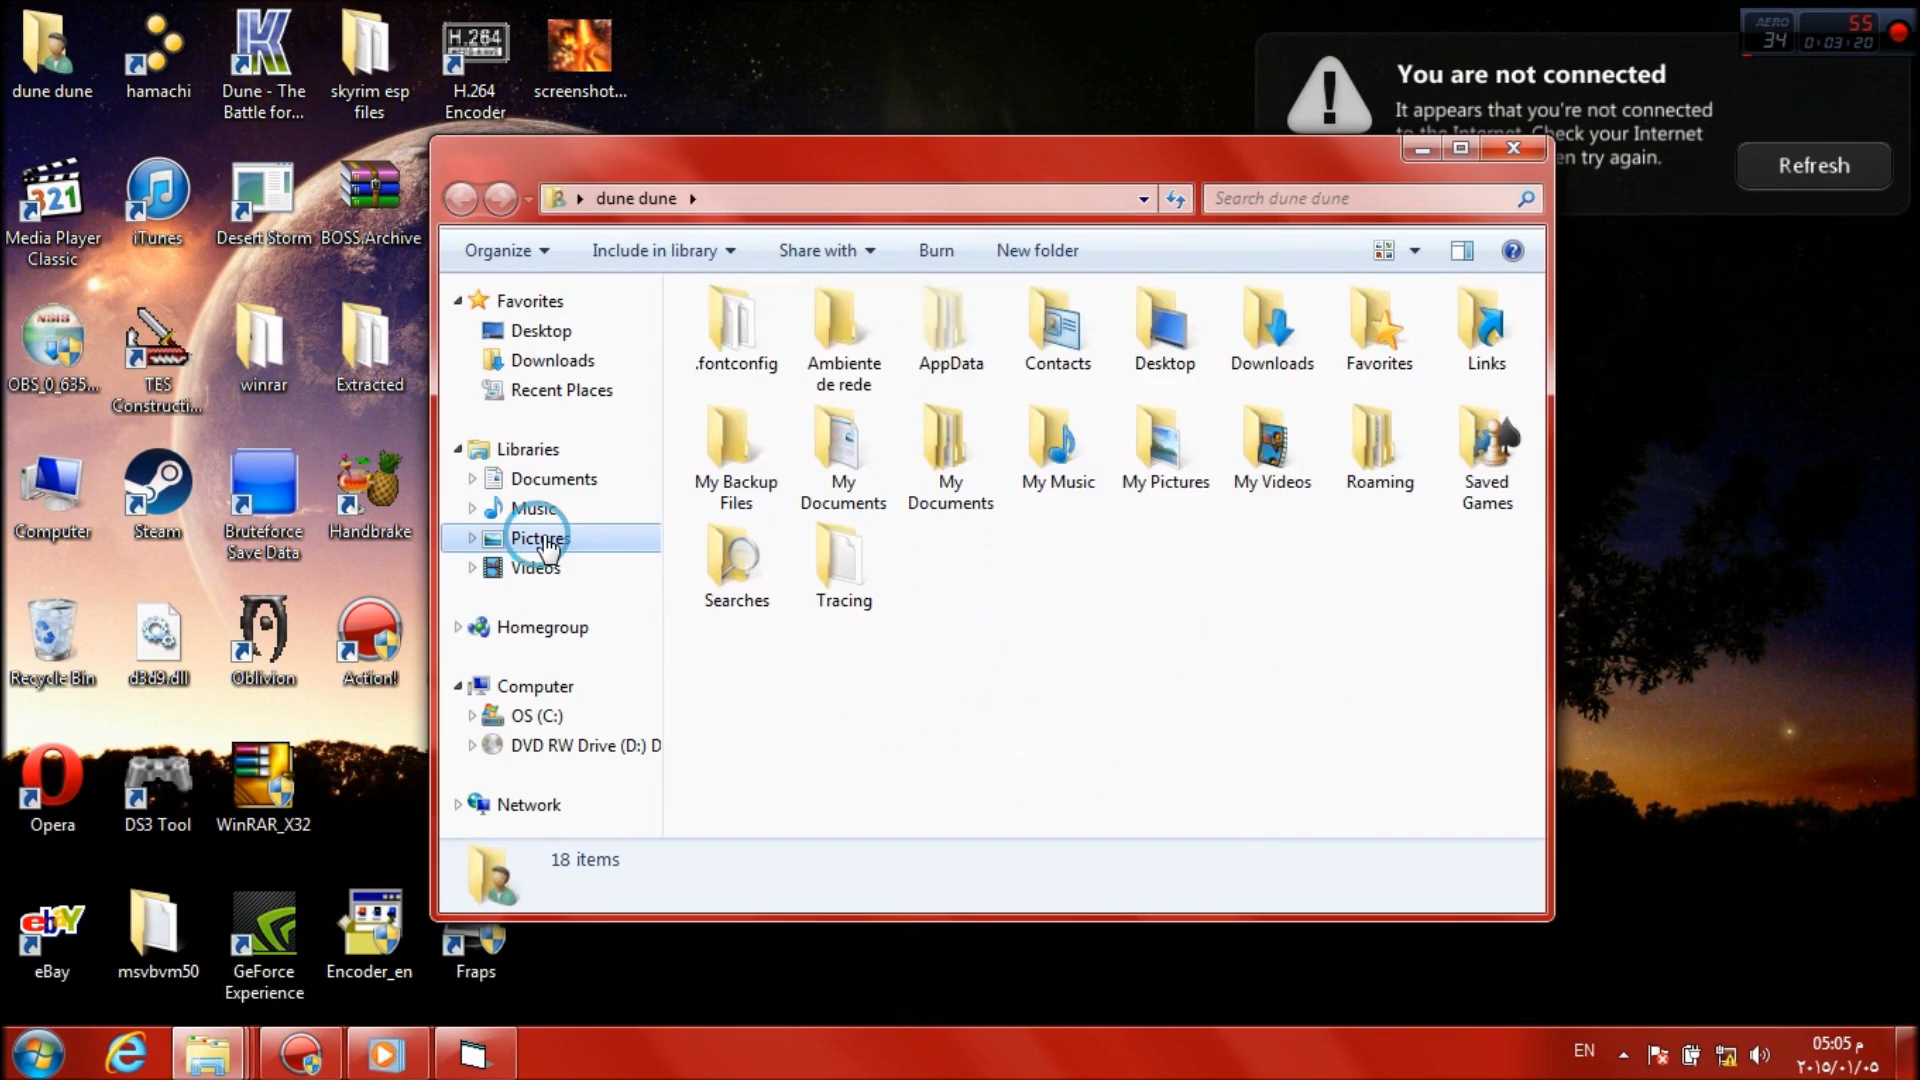 dune dune
hamachi
Dune - The
Battle for...
skyrim esp
files
H.264
H.264
Encoder
screenshot...
AERO
34
55
0:03:20
You are not connected
It appears that you're not connected
to the Internet. Check your Internet
en try again.
Refresh
321
Media Player
Classic
iTunes
Desert Storm
BOSS.Archive
NSIS
OBS_0_635...
TES
Constructi...
winrar
Extracted
Computer
Steam
Bruteforce
Save Data
Handbrake
Recycle Bin
d3d9.dll
Oblivion
Action!
Opera
DS3 Tool
WinRAR_X32
ebay
eBay
msvbvm50
GeForce
Experience
Encoder_en
Fraps
dune dune
Search dune dune
Organize
Include in library
Share with
Burn
New folder
Favorites
Desktop
Downloads
Recent Places
Libraries
Documents
Music
Pictures
Videos
Homegroup
Computer
OS (C:)
DVD RW Drive (D:) D
Network
.fontconfig
Ambiente
de rede
AppData
Contacts
Desktop
Downloads
Favorites
Links
My Backup
Files
My
Documents
My
Documents
My Music
My Pictures
My Videos
Roaming
Saved
Games
Searches
Tracing
18 items
EN
05:05 م
٢٠١٥/٠١/٠٥